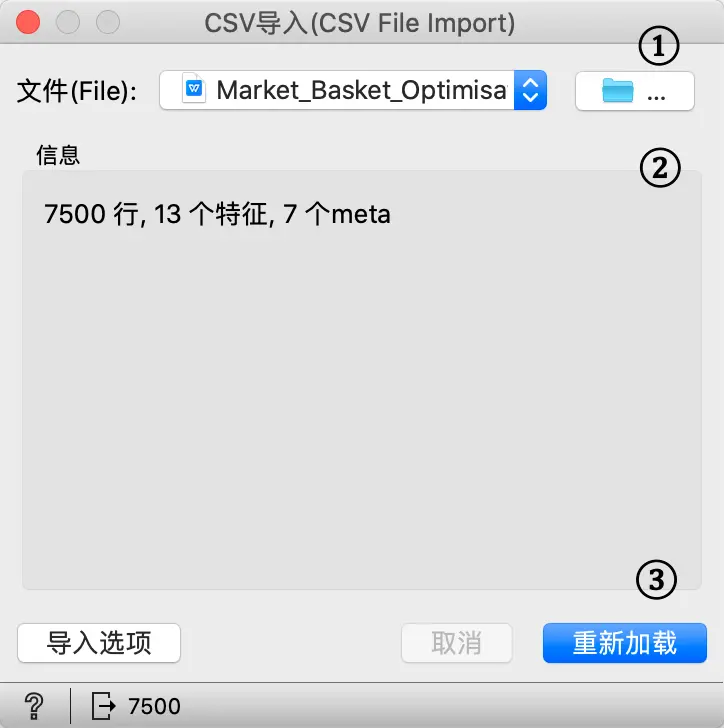 CSV导入(CSV File Import)
①
文件(File): Market_Basket_Optimisa ...
信息
②
7500 行, 13 个特征, 7 个meta
③
导入选项 取消 重新加载
? 7500